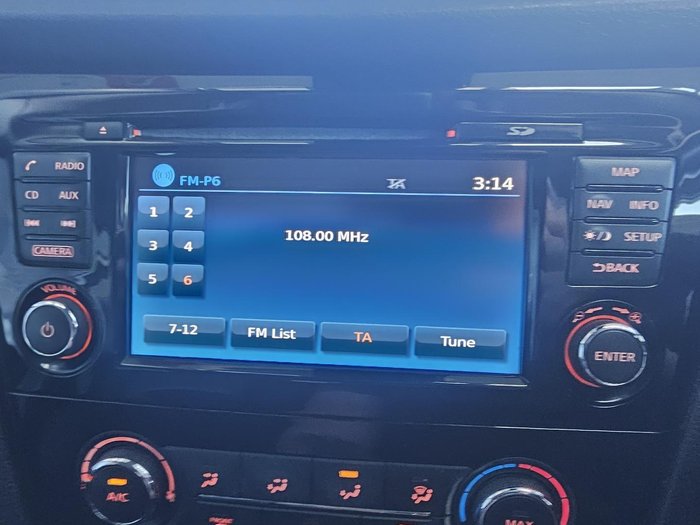 SD
RADIO
CD AUX
CAMERA
VOLUME
FM-P6
TA
3:14
1 2
3 4
5 6
108.00 MHz
7-12
FM List
TA
Tune
MAP
NAV INFO
SETUP
BACK
ENTER
A/C
MAX